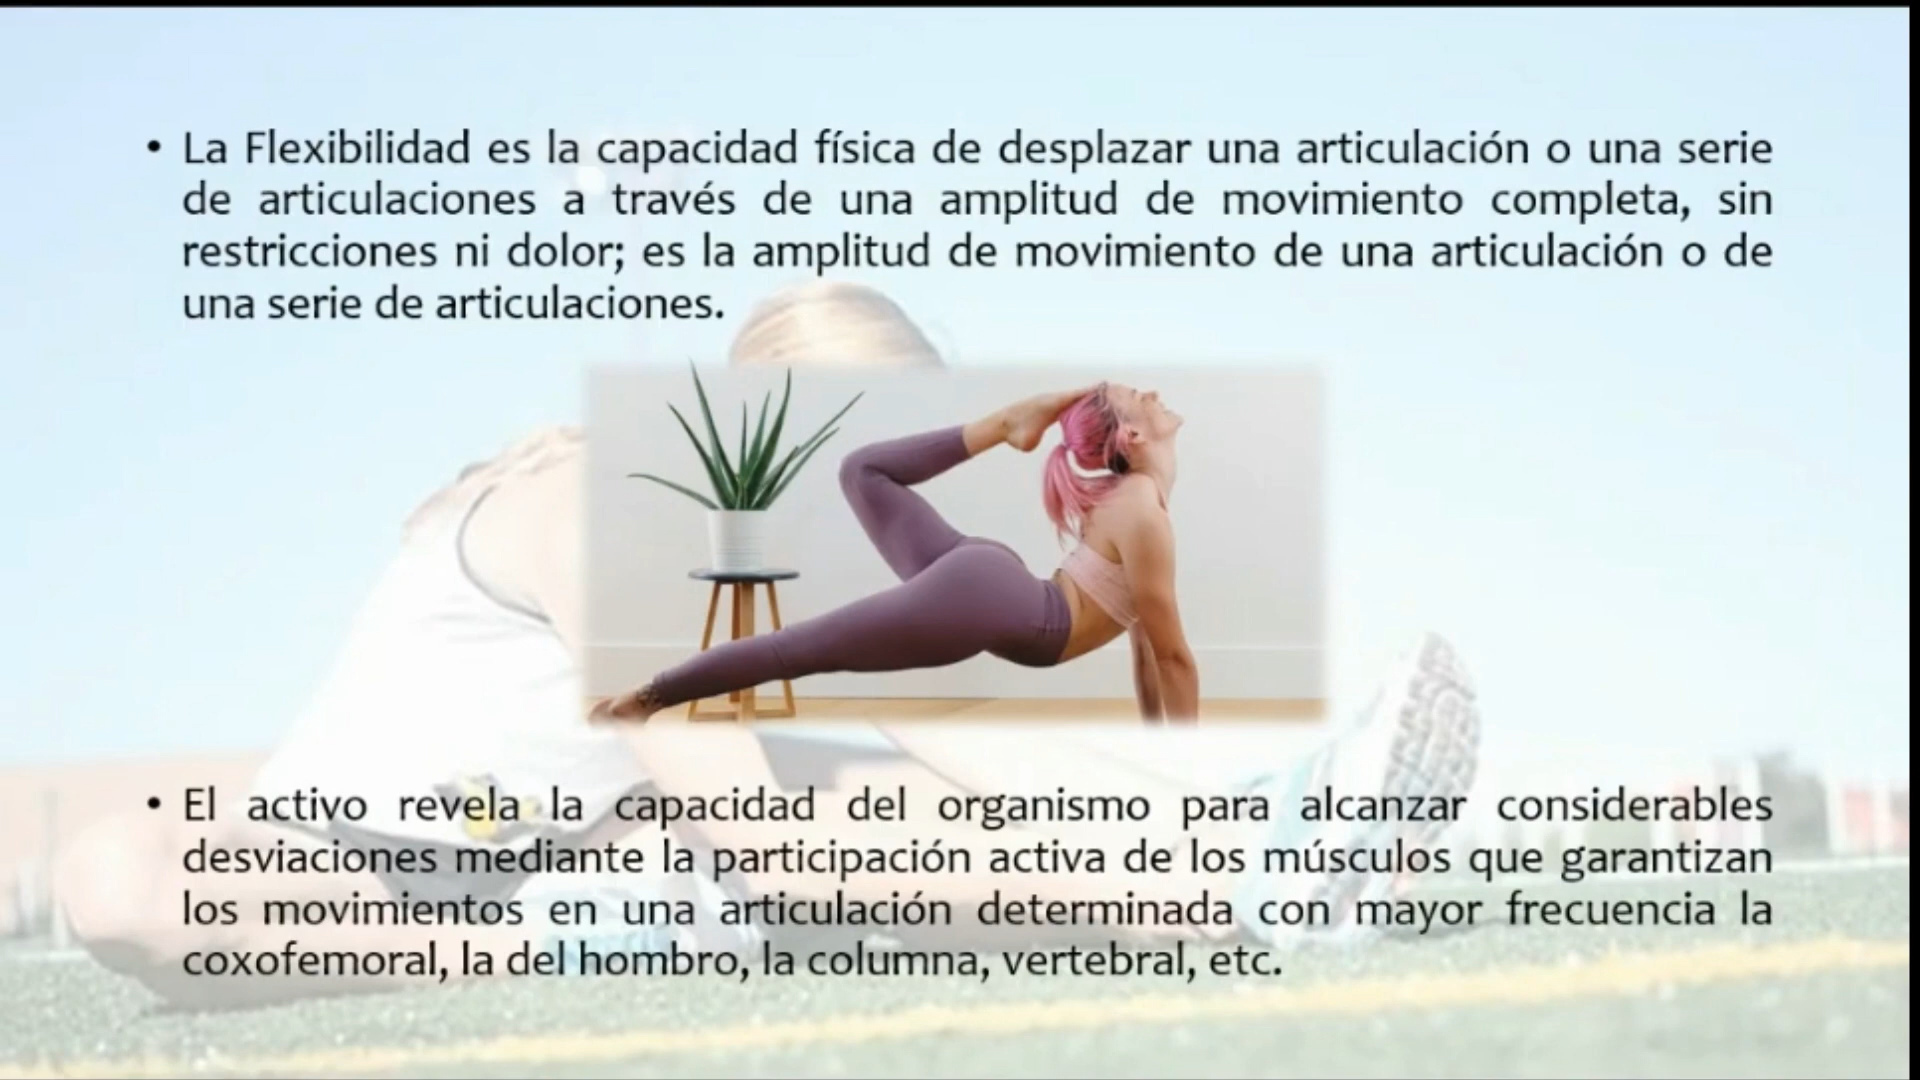 • La Flexibilidad es la capacidad física de desplazar una articulación o una serie
de articulaciones a través de una amplitud de movimiento completa, sin
restricciones ni dolor; es la amplitud de movimiento de una articulación o de
una serie de articulaciones.
• El activo revela la capacidad del organismo para alcanzar considerables
desviaciones mediante la participación activa de los músculos que garantizan
los movimientos en una articulación determinada con mayor frecuencia la
coxofemoral, la del hombro, la columna, vertebral, etc.